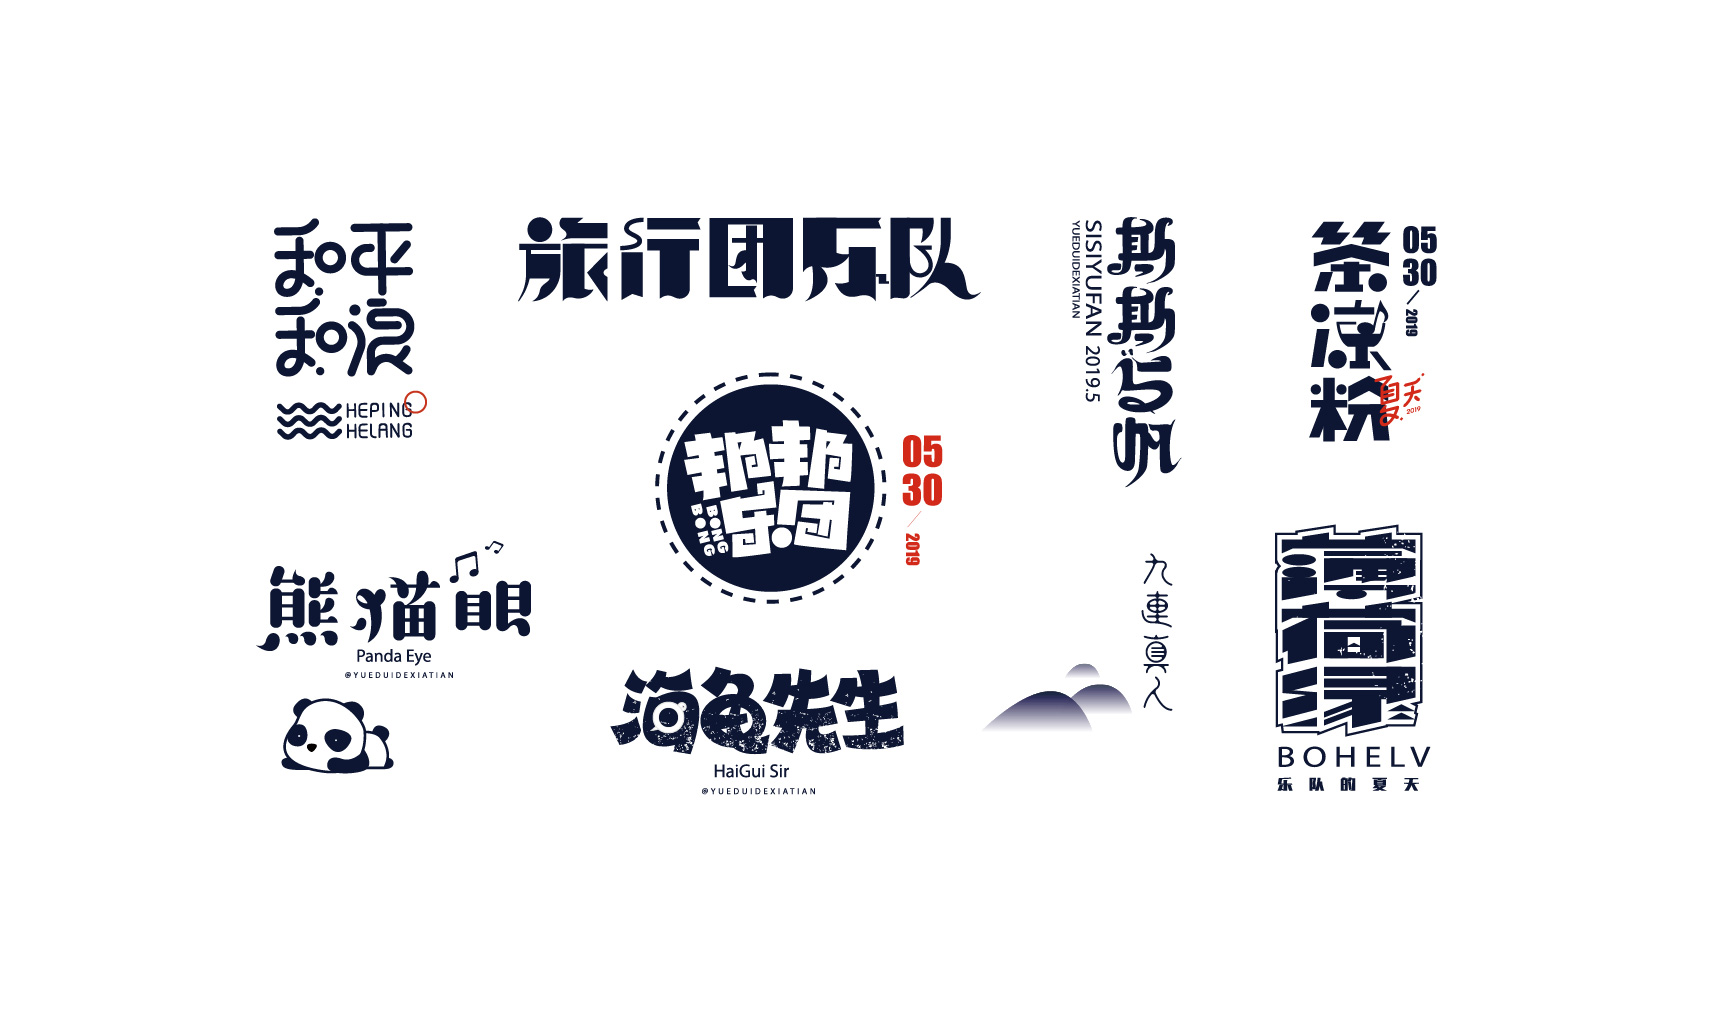 和平
和浪
HEPING
HELANG
旅行团乐队
斯斯与帆
SISIYUFAN 2019.5
YUEDUIDEXIATIAN
茶凉粉
05
30
/
2019
夏天
2019
邦邦
乐团
BONG
BONG
05
30
/
2019
熊猫眼
Panda Eye
@YUEDUIDEXIATIAN
海龟先生
HaiGui Sir
@YUEDUIDEXIATIAN
九連真人
薄荷绿
BOHELV
乐队的夏天